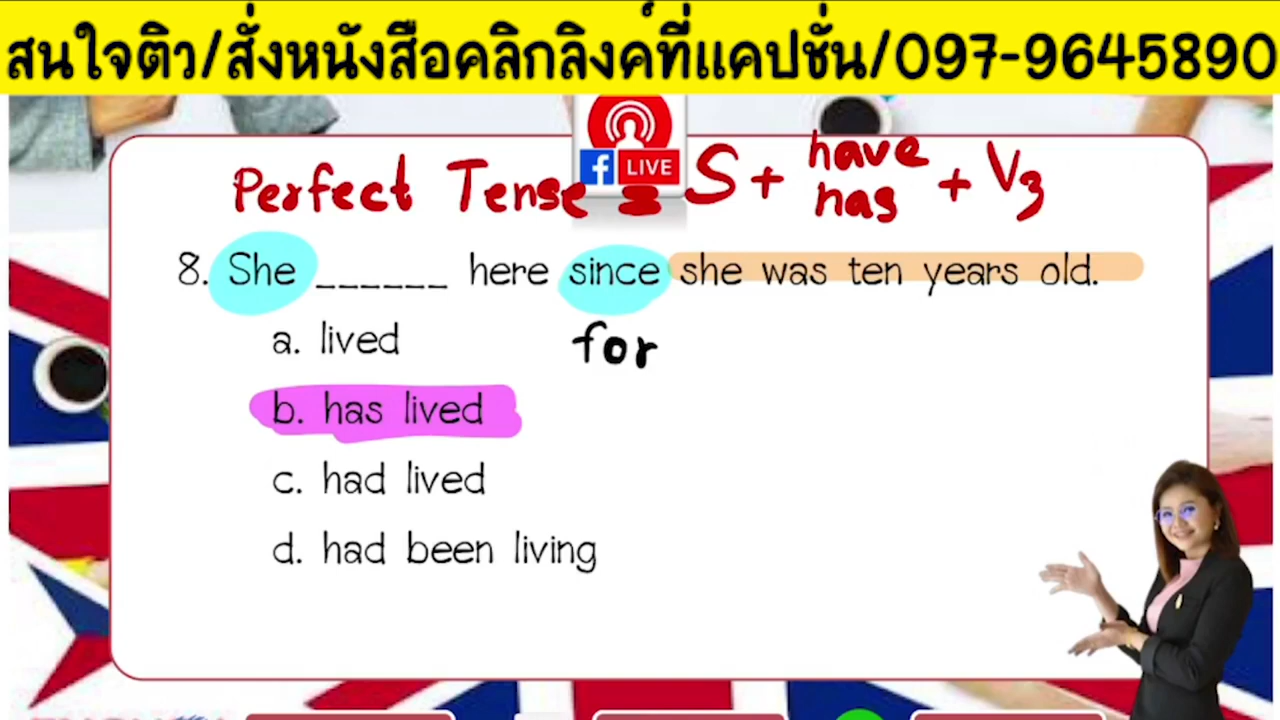 สนใจติว/สั่งหนังสือคลิกลิงค์ที่แคปชั่น/097-9645890
f LIVE
Perfect Tense = S + have has + V3
8. She ______ here since she was ten years old.
a. lived
for
b. has lived
c. had lived
d. had been living